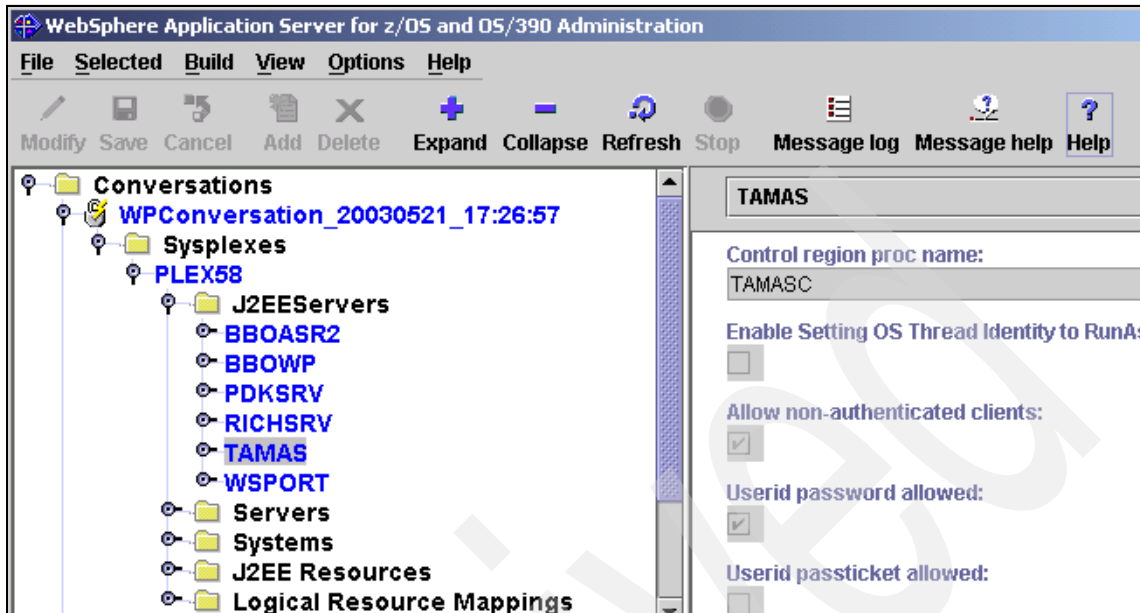 WebSphere Application Server for z/OS and OS/390 Administration
File Selected Build View Options Help
Modify Save Cancel Add Delete Expand Collapse Refresh Stop Message log Message help Help
Conversations
WPConversation_20030521_17:26:57
Sysplexes
PLEX58
J2EEServers
BBOASR2
BBOWP
PDKSRV
RICHSRV
TAMAS
WSPORT
Servers
Systems
J2EE Resources
Logical Resource Mappings
TAMAS
Control region proc name:
TAMASC
Enable Setting OS Thread Identity to RunAs
Allow non-authenticated clients:
Userid password allowed:
Userid passticket allowed: